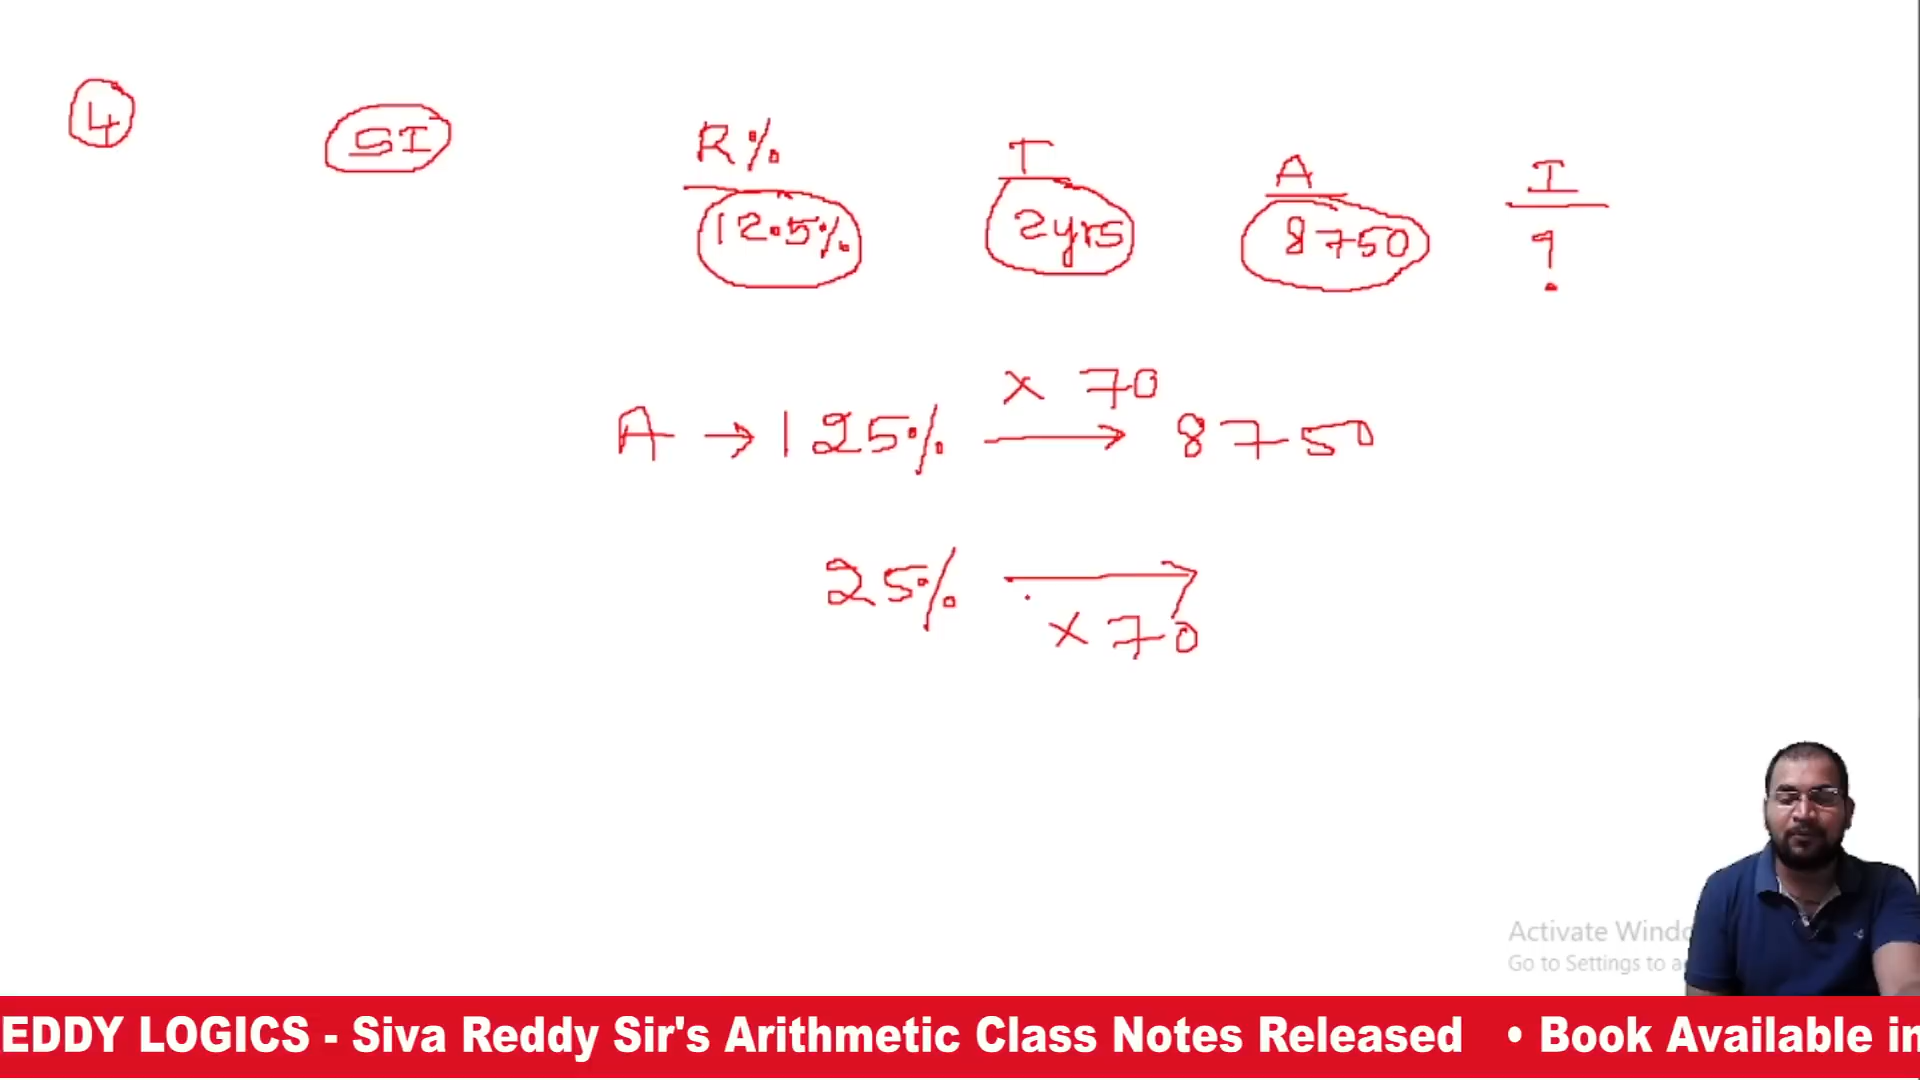 4
SI
R% T A I
12.5% 2yrs 8750 ?
× 70
A → 125% → 8750
25% →
× 70
Activate Windo
Go to Settings to a
EDDY LOGICS - Siva Reddy Sir's Arithmetic Class Notes Released • Book Available in